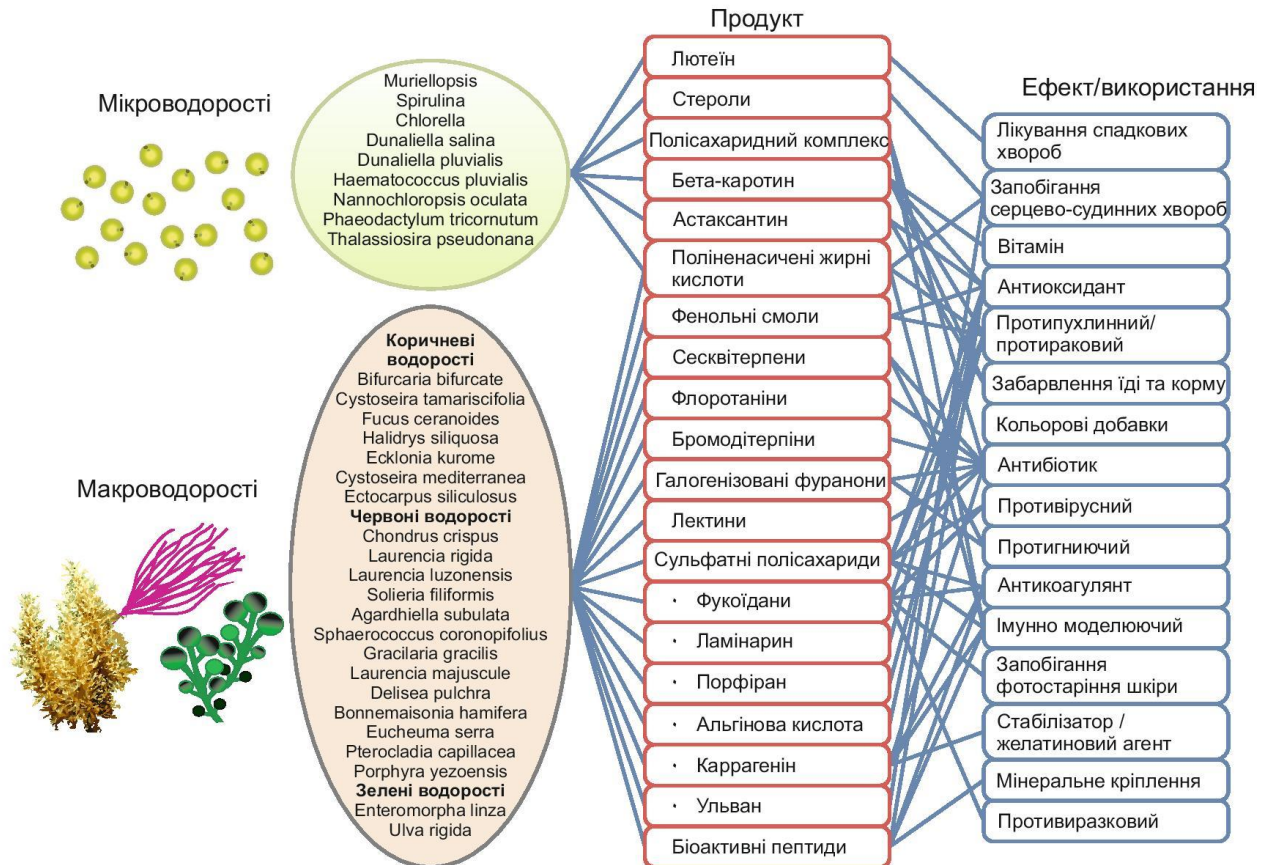 Продукт
Ефект/використання
Мікроводорості
Muriellopsis
Spirulina
Chlorella
Dunaliella salina
Dunaliella pluvialis
Haematococcus pluvialis
Nannochloropsis oculata
Phaeodactylum tricornutum
Thalassiosira pseudonana
Макроводорості
Коричневі
водорості
Bifurcaria bifurcate
Cystoseira tamariscifolia
Fucus ceranoides
Halidrys siliquosa
Ecklonia kurome
Cystoseira mediterranea
Ectocarpus siliculosus
Червоні водорості
Chondrus crispus
Laurencia rigida
Laurencia luzonensis
Solieria filiformis
Agardhiella subulata
Sphaerococcus coronopifolius
Gracilaria gracilis
Laurencia majuscule
Delisea pulchra
Bonnemaisonia hamifera
Eucheuma serra
Pterocladia capillacea
Porphyra yezoensis
Зелені водорості
Enteromorpha linza
Ulva rigida
Лютеїн
Стероли
Полісахаридний комплекс
Бета-каротин
Астаксантин
Поліненасичені жирні
кислоти
Фенольні смоли
Сесквітерпени
Флоротаніни
Бромодітерпіни
Галогенізовані фуранони
Лектини
Сульфатні полісахариди
· Фукоїдани
· Ламінарин
· Порфіран
· Альгінова кислота
· Каррагенін
· Ульван
Біоактивні пептиди
Лікування спадкових
хвороб
Запобігання
серцево-судинних хвороб
Вітамін
Антиоксидант
Протипухлинний/
протираковий
Забарвлення їді та корму
Кольорові добавки
Антибіотик
Противірусний
Протигниючий
Антикоагулянт
Імунно моделюючий
Запобігання
фотостаріння шкіри
Стабілізатор /
желатиновий агент
Мінеральне кріплення
Противиразковий